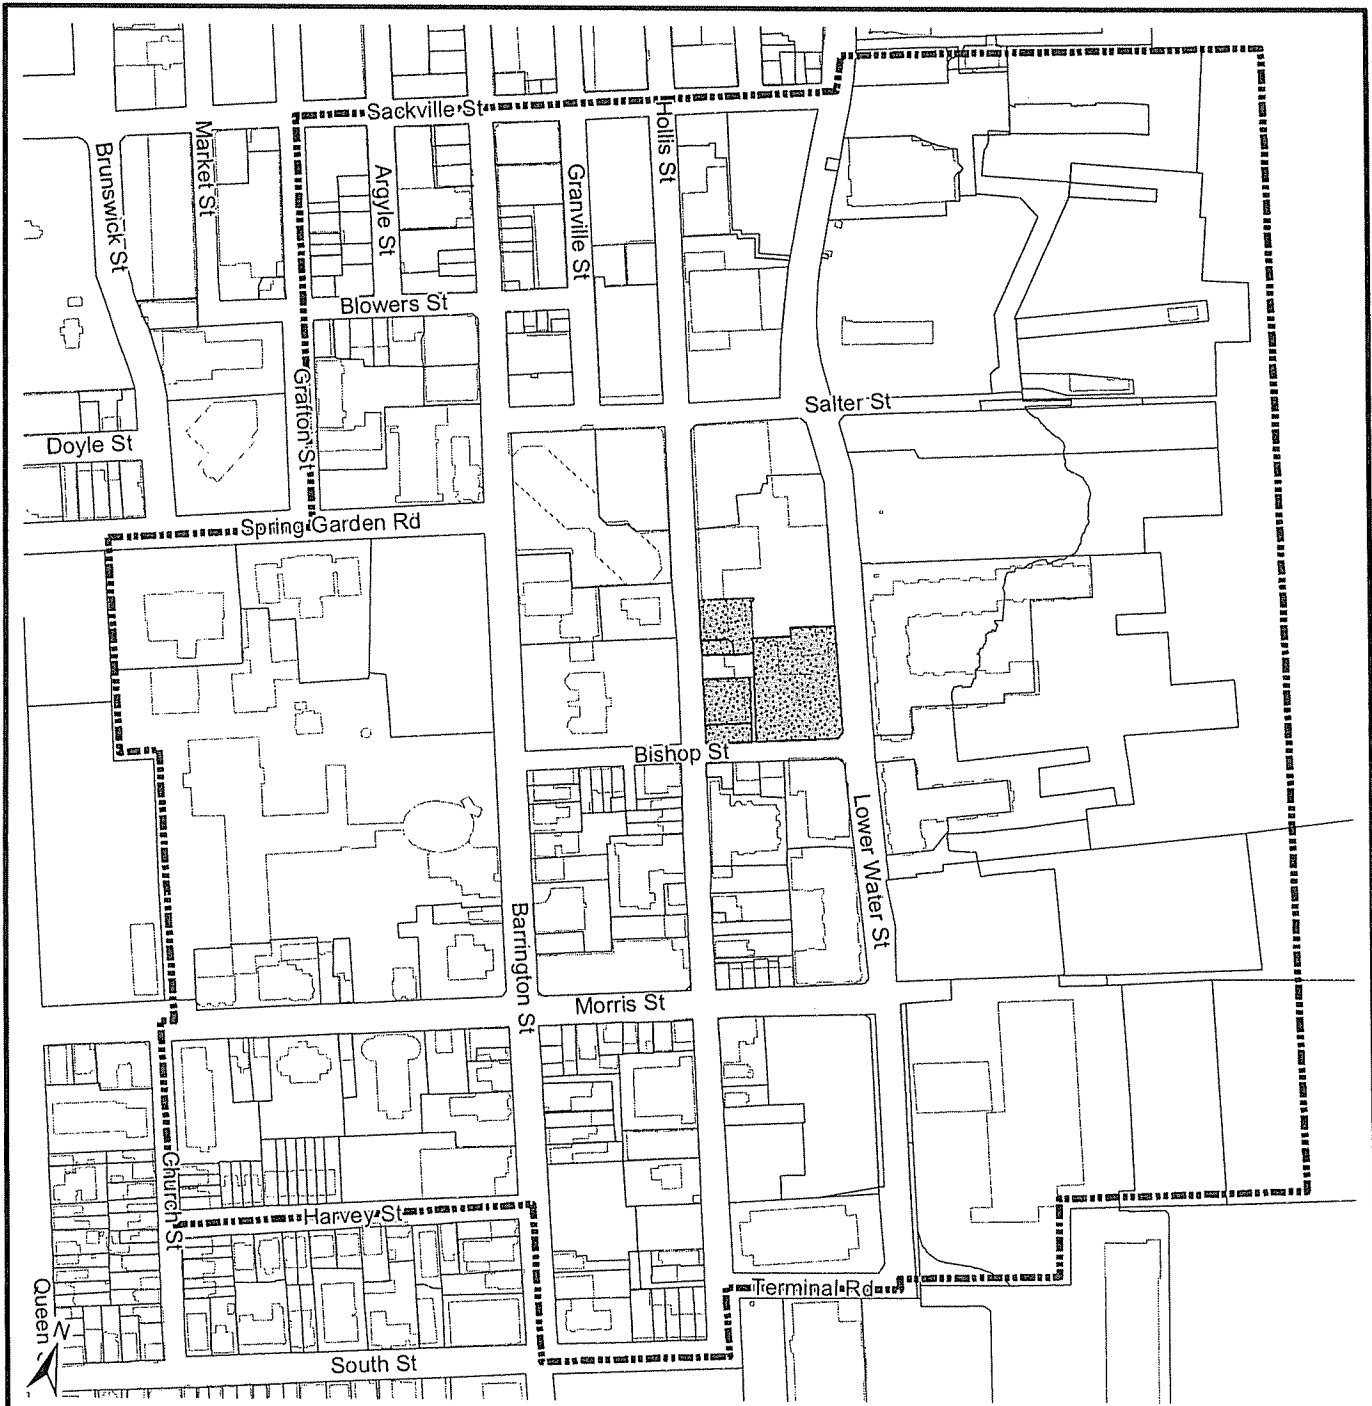 Sackville St
Hollis St
Market St
Brunswick St
Argyle St
Granville St
Blowers St
Grafton St
Salter St
Doyle St
Spring Garden Rd
Bishop St
Lower Water St
Barrington St
Morris St
Church St
Harvey St
Terminal Rd
Queen
N
South St